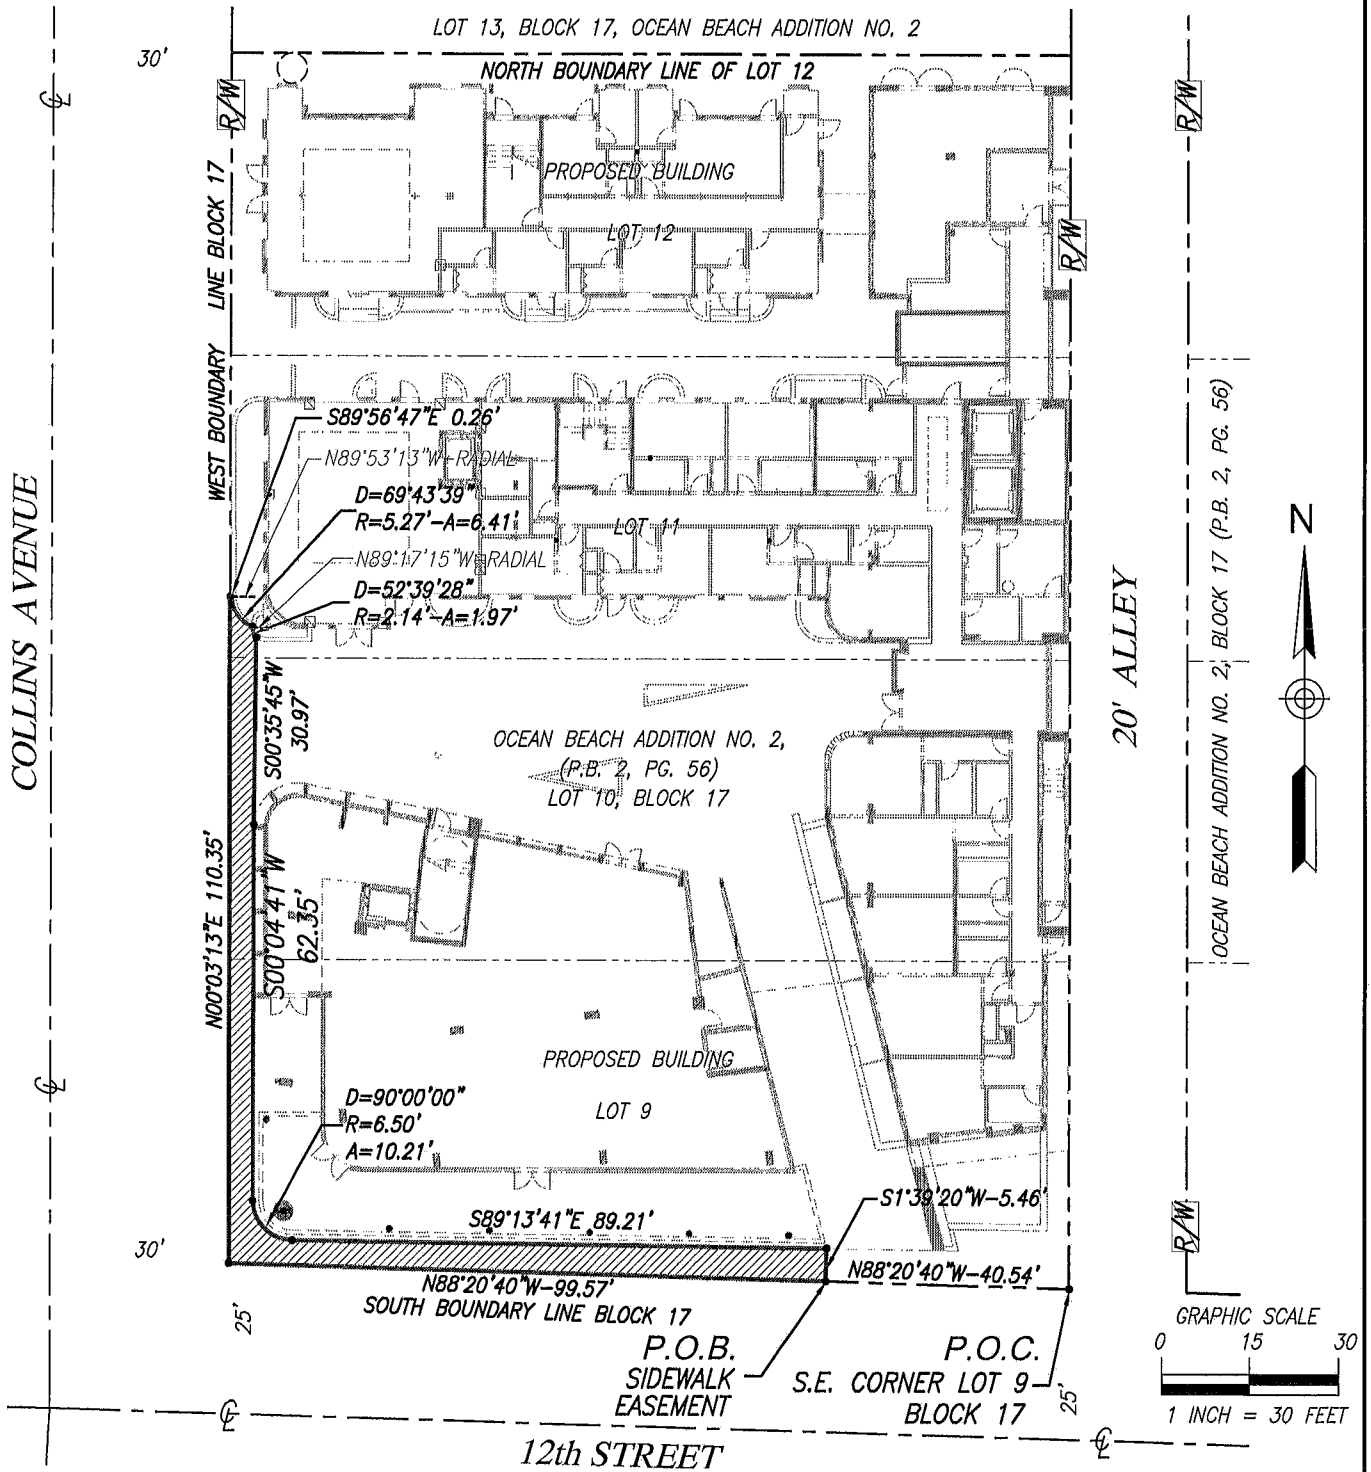 LOT 13, BLOCK 17, OCEAN BEACH ADDITION NO. 2
30'
NORTH BOUNDARY LINE OF LOT 12
R/W
R/W
PROPOSED BUILDING
LOT 12
R/W
WEST BOUNDARY LINE BLOCK 17
S89°56'47"E 0.26'
N89°53'13"W-RADIAL
D=69°43'39"
R=5.27'-A=6.41'
LOT 11
N89°17'15"W-RADIAL
D=52°39'28"
R=2.14'-A=1.97'
COLLINS AVENUE
20' ALLEY
OCEAN BEACH ADDITION NO. 2, BLOCK 17 (P.B. 2, PG. 56)
N
S00°35'45"W
30.97'
OCEAN BEACH ADDITION NO. 2,
(P.B. 2, PG. 56)
LOT 10, BLOCK 17
N00°03'13"E 110.35'
S00°04'41"W
62.35'
PROPOSED BUILDING
LOT 9
D=90°00'00"
R=6.50'
A=10.21'
S1°39'20"W-5.46'
S89°13'41"E 89.21'
R/W
30'
N88°20'40"W-40.54'
N88°20'40"W-99.57'
SOUTH BOUNDARY LINE BLOCK 17
25'
P.O.B.
SIDEWALK
EASEMENT
P.O.C.
S.E. CORNER LOT 9
BLOCK 17
25'
GRAPHIC SCALE
0 15 30
1 INCH = 30 FEET
12th STREET